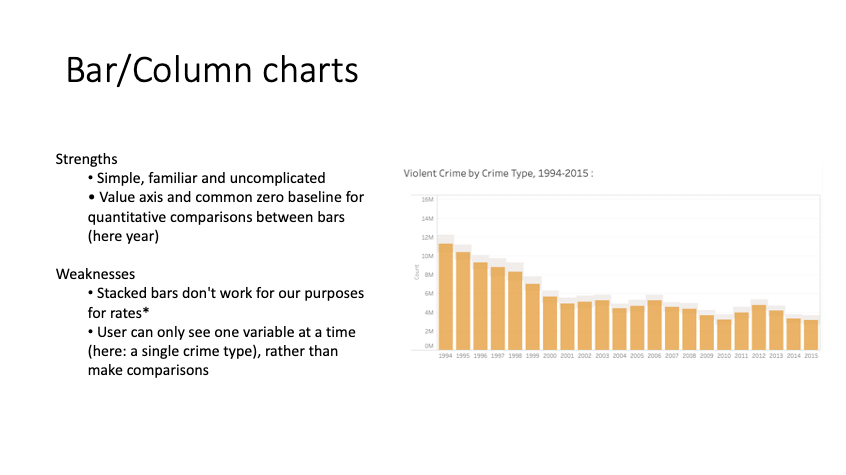 Bar/Column charts
Strengths
• Simple, familiar and uncomplicated
• Value axis and common zero baseline for
quantitative comparisons between bars
(here year)
Weaknesses
• Stacked bars don't work for our purposes
for rates*
• User can only see one variable at a time
(here: a single crime type), rather than
make comparisons
Violent Crime by Crime Type, 1994-2015 :
16M
14M
12M
10M
8M
6M
4M
2M
0M
Count
1994 1995 1996 1997 1998 1999 2000 2001 2002 2003 2004 2005 2006 2007 2008 2009 2010 2011 2012 2013 2014 2015